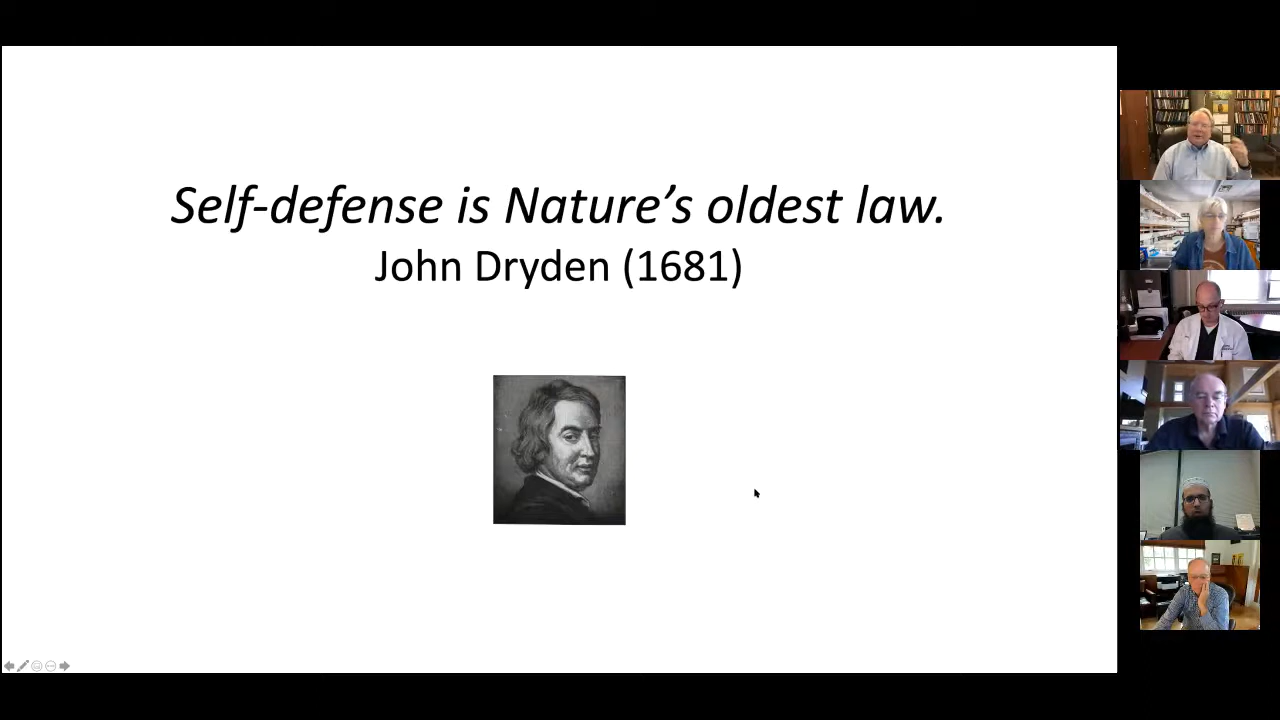 Self-defense is Nature’s oldest law.
John Dryden (1681)